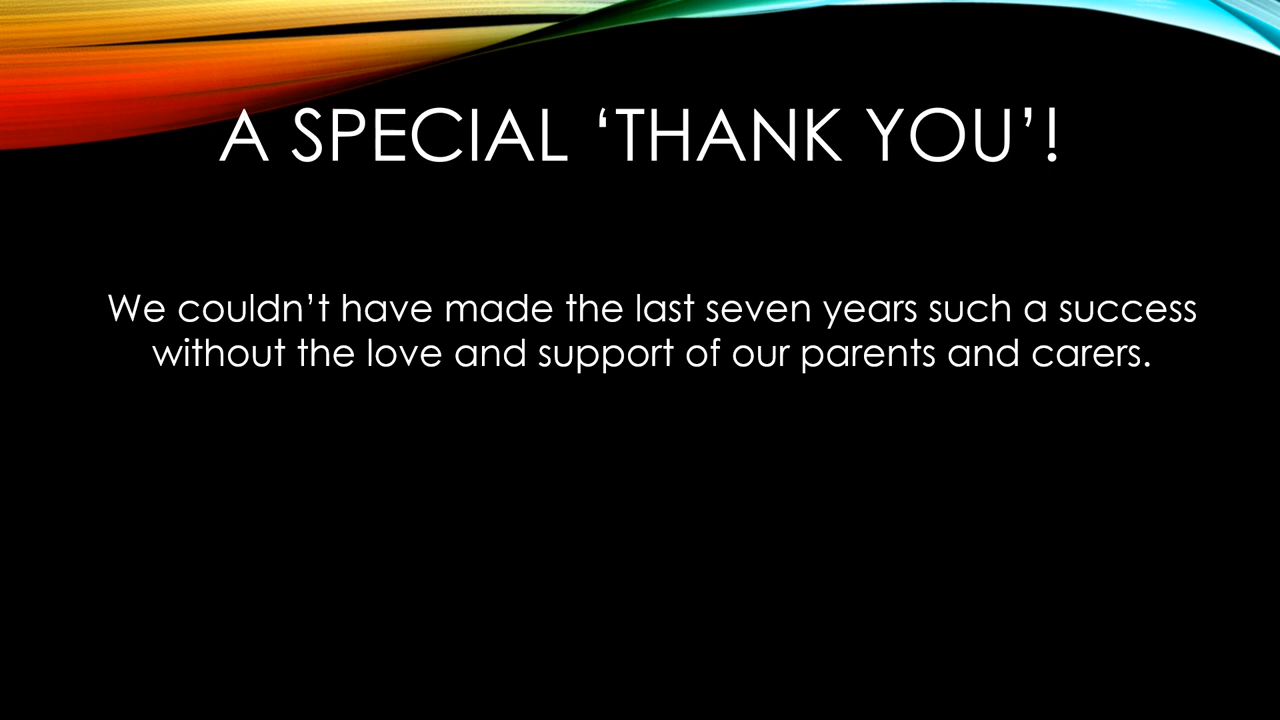 A SPECIAL ‘THANK YOU’!
We couldn’t have made the last seven years such a success
without the love and support of our parents and carers.